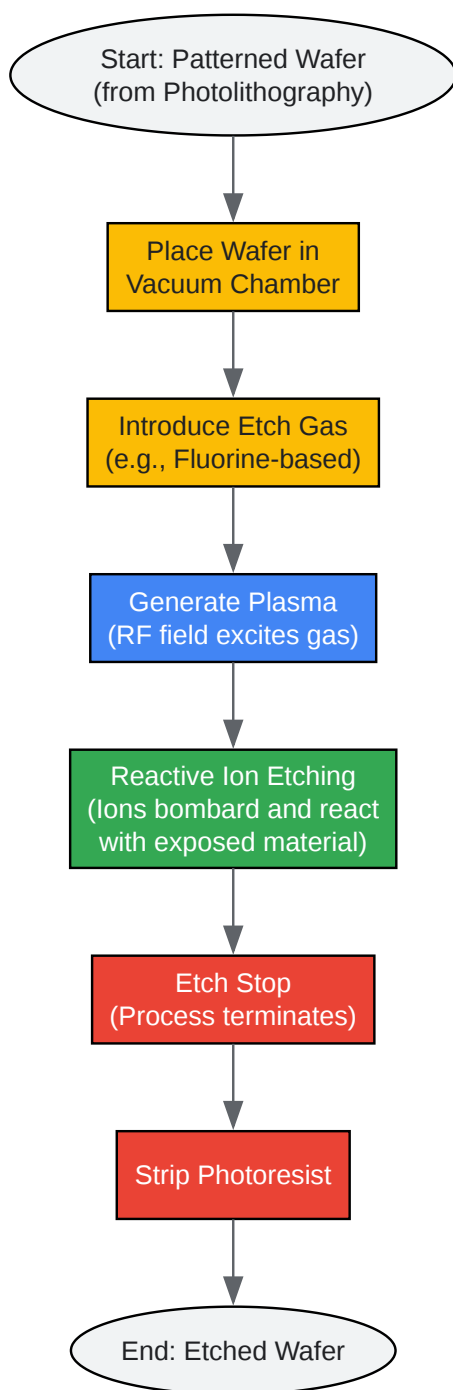 Start: Patterned Wafer
(from Photolithography)
Place Wafer in
Vacuum Chamber
Introduce Etch Gas
(e.g., Fluorine-based)
Generate Plasma
(RF field excites gas)
Reactive Ion Etching
(Ions bombard and react
with exposed material)
Etch Stop
(Process terminates)
Strip Photoresist
End: Etched Wafer